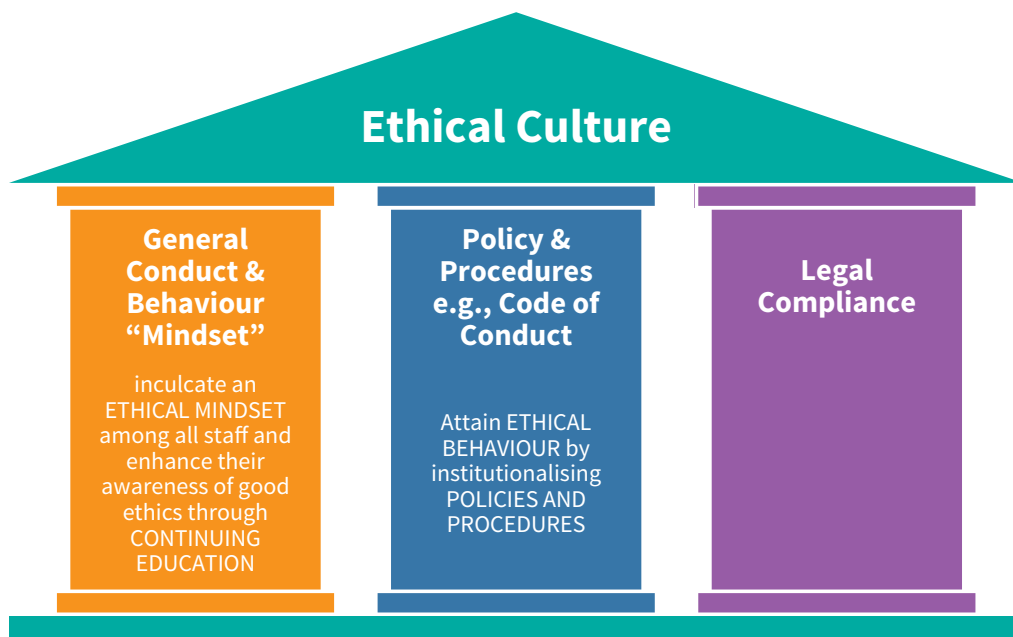 Ethical Culture
General
Conduct &
Behaviour
“Mindset”
inculcate an
ETHICAL MINDSET
among all staff and
enhance their
awareness of good
ethics through
CONTINUING
EDUCATION
Policy &
Procedures
e.g., Code of
Conduct
Attain ETHICAL
BEHAVIOUR by
institutionalising
POLICIES AND
PROCEDURES
Legal
Compliance